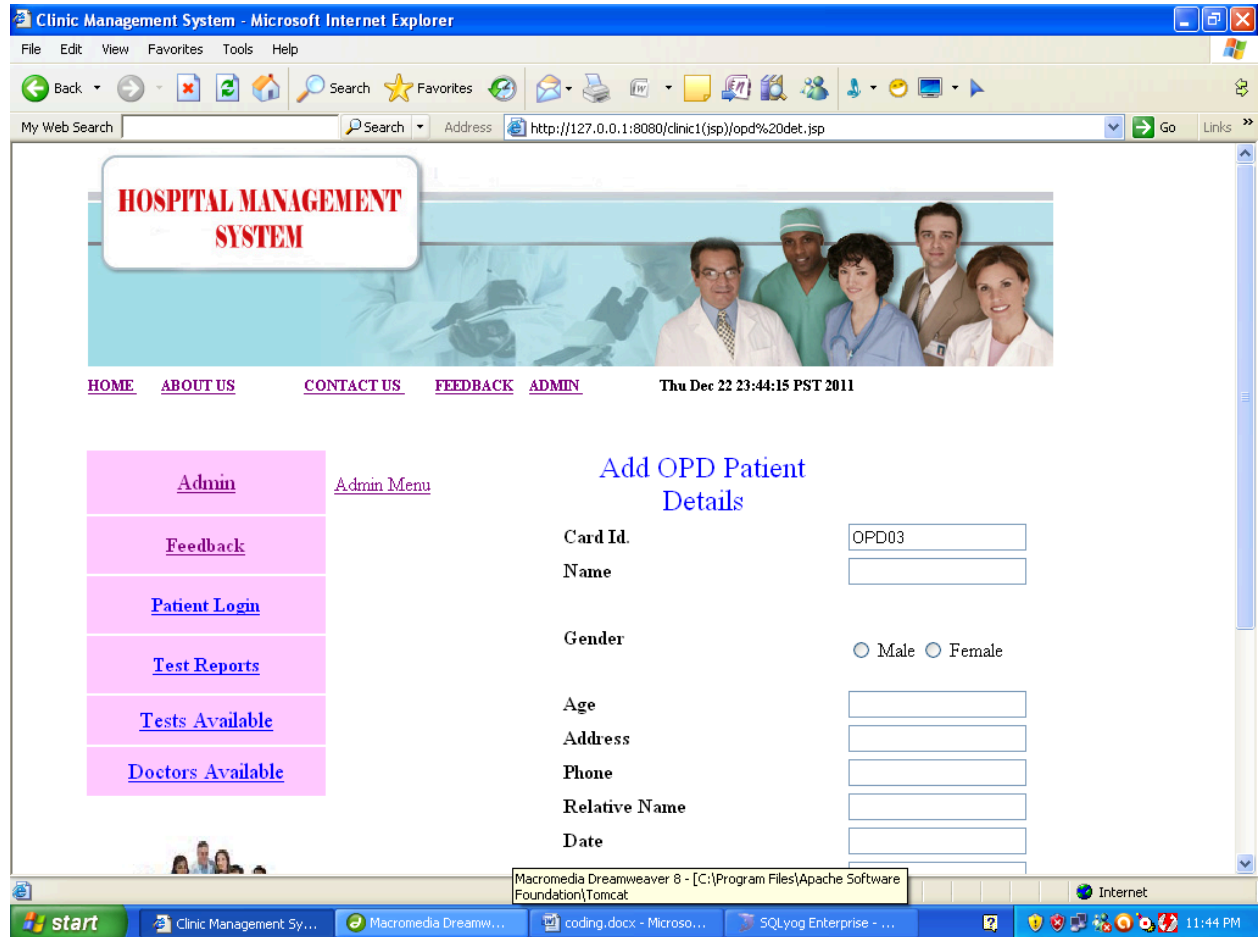 Clinic Management System - Microsoft Internet Explorer
File Edit View Favorites Tools Help
Back Search Favorites
My Web Search Search Address http://127.0.0.1:8080/clinic1(jsp)/opd%20det.jsp Go Links »
HOSPITAL MANAGEMENT
SYSTEM
HOME ABOUT US CONTACT US FEEDBACK ADMIN Thu Dec 22 23:44:15 PST 2011
Admin
Feedback
Patient Login
Test Reports
Tests Available
Doctors Available
Admin Menu
Add OPD Patient
Details
Card Id. OPD03
Name
Gender Male Female
Age
Address
Phone
Relative Name
Date
Macromedia Dreamweaver 8 - [C:\Program Files\Apache Software
Foundation\Tomcat
Internet
start Clinic Management Sy... Macromedia Dreamw... coding.docx - Microso... SQLyog Enterprise - ... 11:44 PM